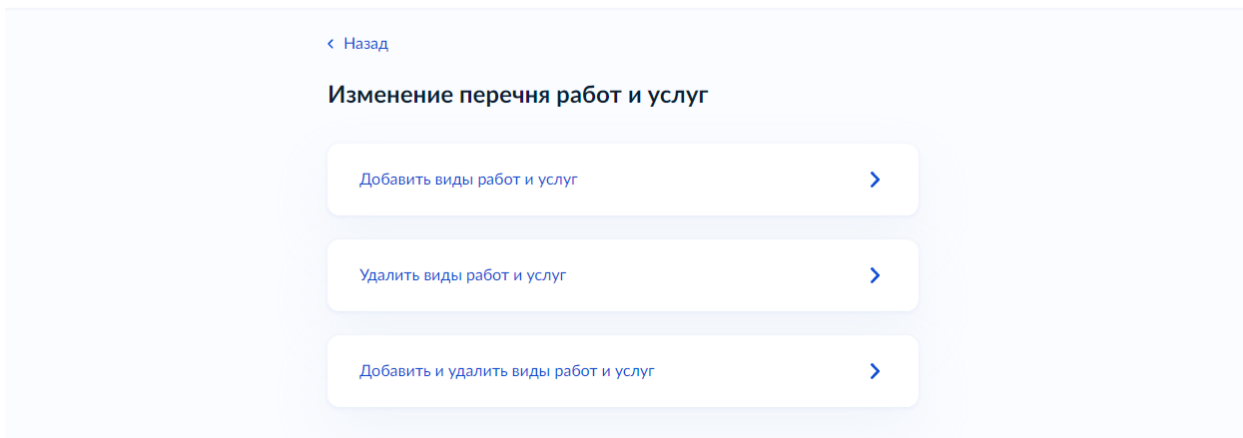 Назад
Изменение перечня работ и услуг
Добавить виды работ и услуг
Удалить виды работ и услуг
Добавить и удалить виды работ и услуг